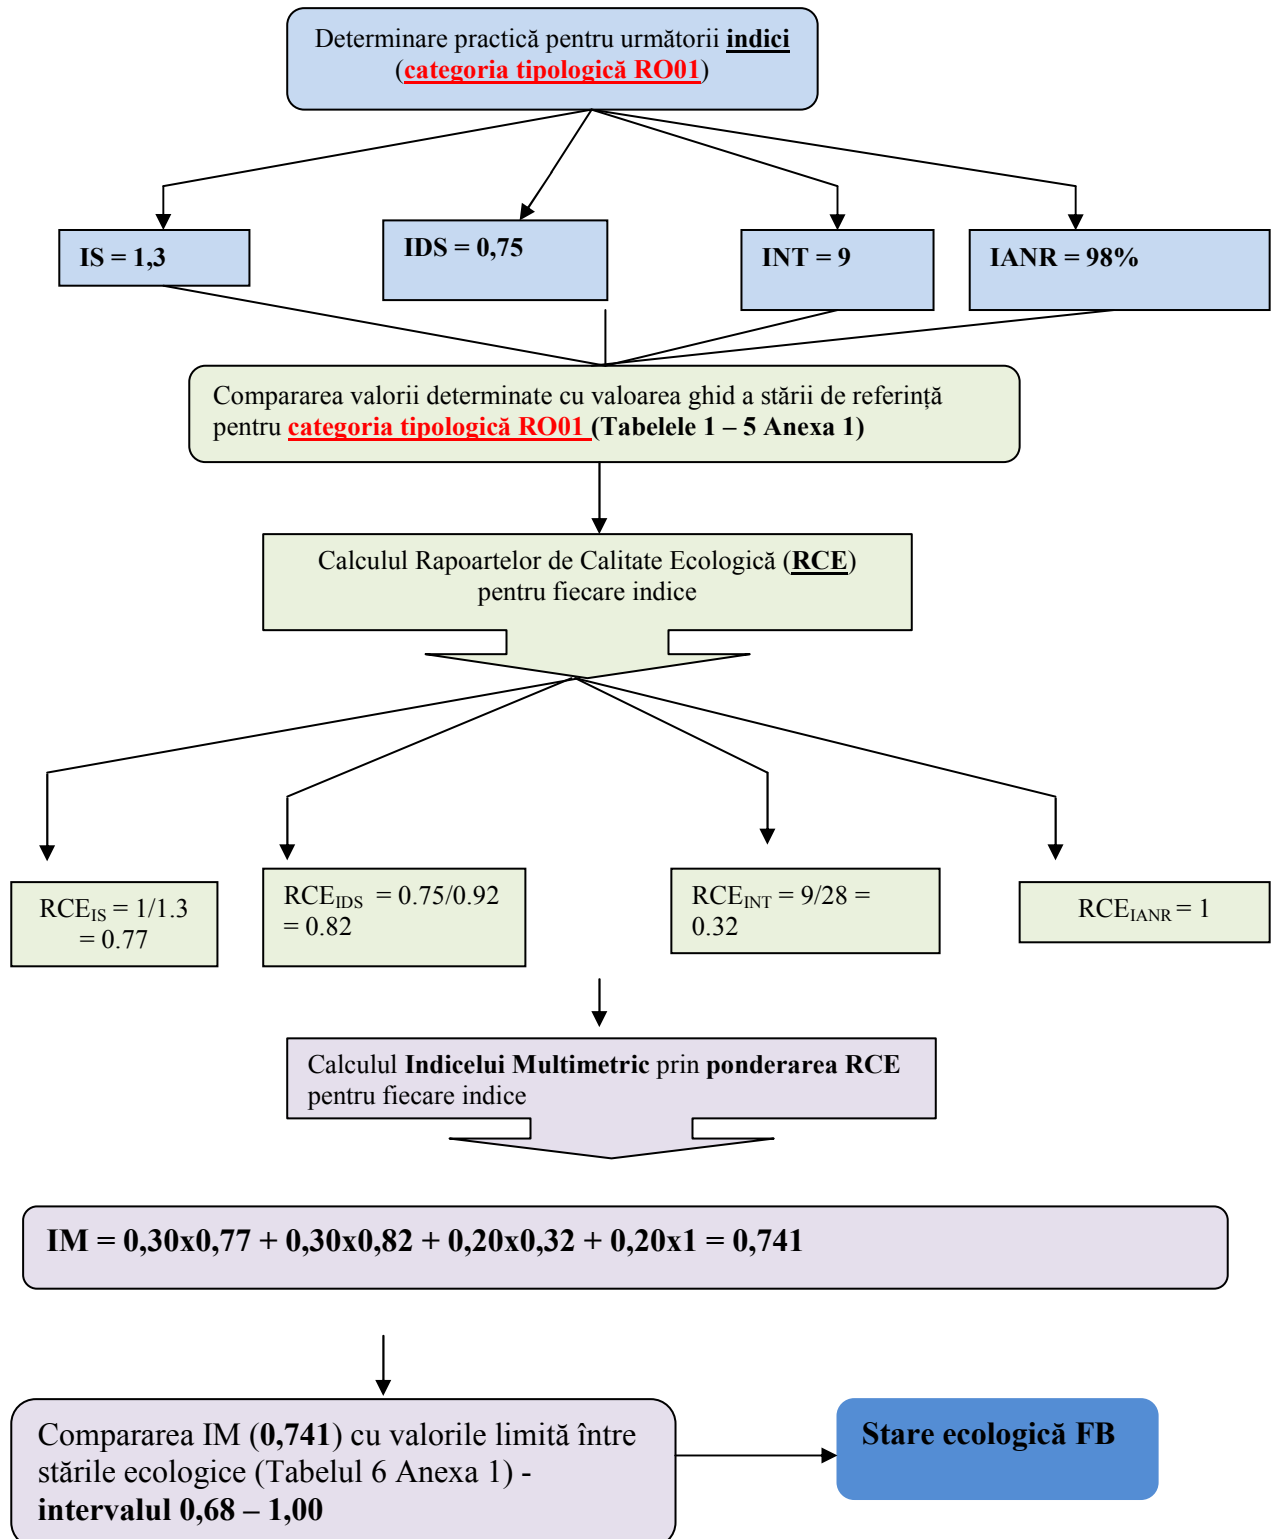 Determinare practică pentru următorii indici
(categoria tipologică RO01)
IS = 1,3
IDS = 0,75
INT = 9
IANR = 98%
Compararea valorii determinate cu valoarea ghid a stării de referință
pentru categoria tipologică RO01 (Tabelele 1 – 5 Anexa 1)
Calculul Rapoartelor de Calitate Ecologică (RCE)
pentru fiecare indice
RCEIS = 1/1.3
= 0.77
RCEIDS = 0.75/0.92
= 0.82
RCEINT = 9/28 =
0.32
RCEIANR = 1
Calculul Indicelui Multimetric prin ponderarea RCE
pentru fiecare indice
IM = 0,30x0,77 + 0,30x0,82 + 0,20x0,32 + 0,20x1 = 0,741
Compararea IM (0,741) cu valorile limită între
stările ecologice (Tabelul 6 Anexa 1) -
intervalul 0,68 – 1,00
Stare ecologică FB